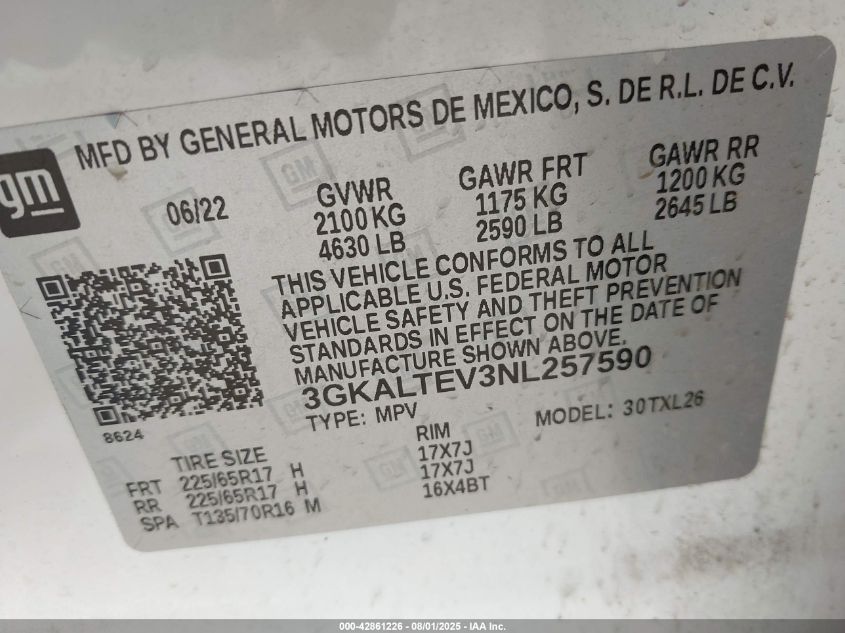 MFD BY GENERAL MOTORS DE MEXICO, S. DE R.L. DE C.V.
gm
06/22
GVWR
2100 KG
4630 LB
GAWR FRT
1175 KG
2590 LB
GAWR RR
1200 KG
2645 LB
THIS VEHICLE CONFORMS TO ALL
APPLICABLE U.S. FEDERAL MOTOR
VEHICLE SAFETY AND THEFT PREVENTION
STANDARDS IN EFFECT ON THE DATE OF
MANUFACTURE SHOWN ABOVE.
3GKALTEV3NL257590
TYPE: MPV
MODEL: 30TXL26
8624
TIRE SIZE RIM
FRT 225/65R17 H 17X7J
RR 225/65R17 H 17X7J
SPA T135/70R16 M 16X4BT
000-42861226 - 08/01/2025 - IAA Inc.